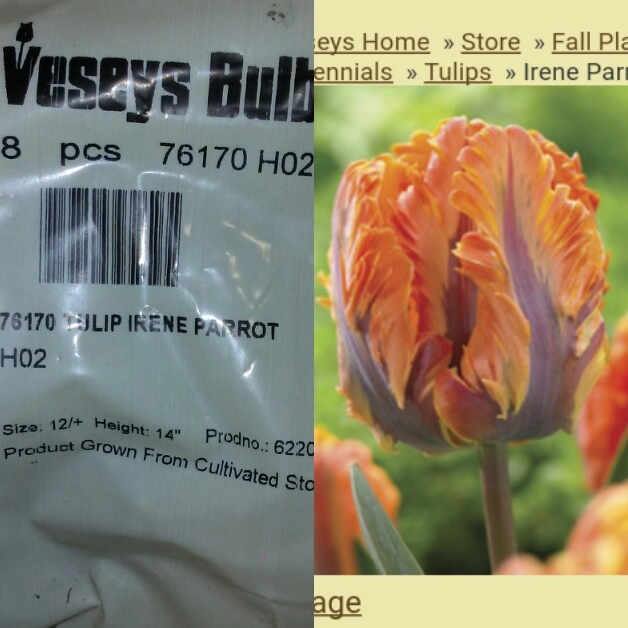 Veseys Bulb
8 pcs 76170 H02
76170 TULIP IRENE PARROT
H02
Size: 12/+ Height: 14" Prodno.: 6220
Product Grown From Cultivated Sto
seys Home » Store » Fall Pla
ennials » Tulips » Irene Parr
age